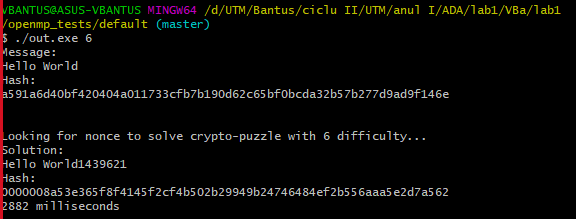 VBANTUS@ASUS-VBANTUS MINGW64 /d/UTM/Bantus/ciclu II/UTM/anul I/ADA/lab1/VBa/lab1
/openmp_tests/default (master)
$ ./out.exe 6
Message:
Hello World
Hash:
a591a6d40bf420404a011733cfb7b190d62c65bf0bcda32b57b277d9ad9f146e
Looking for nonce to solve crypto-puzzle with 6 difficulty...
Solution:
Hello World1439621
Hash:
0000008a53e365f8f4145f2cf4b502b29949b24746484ef2b556aaa5e2d7a562
2882 milliseconds